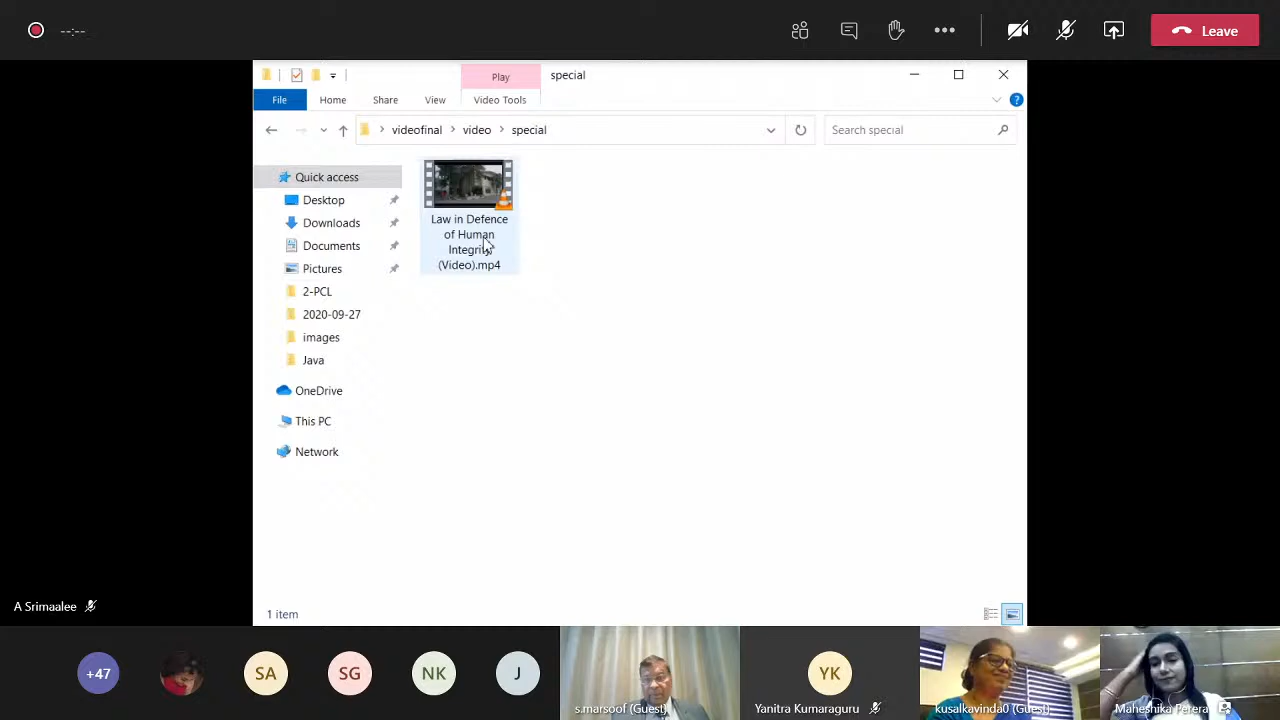 --:--
Leave
Play
special
File
Home
Share
View
Video Tools
videofinal
video
special
Search special
Quick access
Desktop
Downloads
Documents
Pictures
2-PCL
2020-09-27
images
Java
OneDrive
This PC
Network
Law in Defence
of Human
Integrity
(Video).mp4
1 item
A Srimaalee
+47
SA
SG
NK
J
YK
s.marsoof (Guest)
Yanitra Kumaraguru
kusalkavinda0 (Guest)
Maheshika Perera